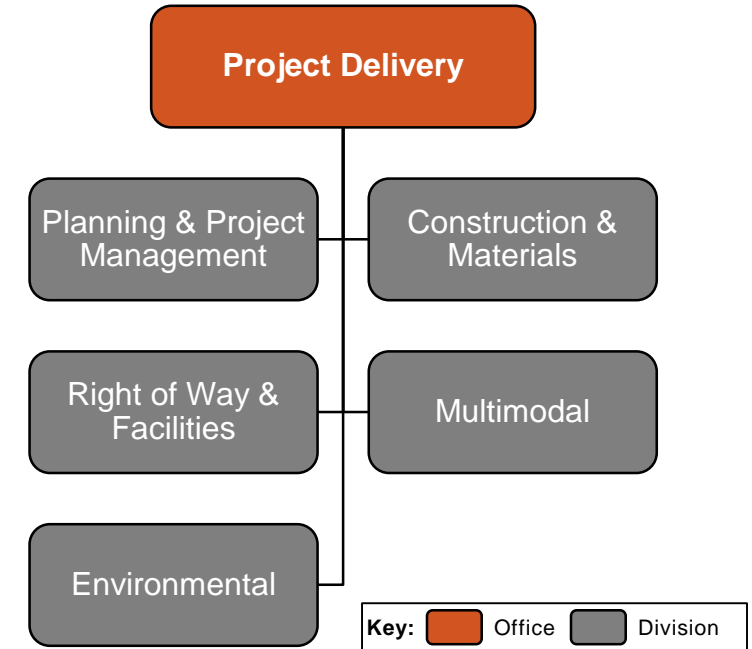 Project Delivery
Planning & Project
Management
Construction &
Materials
Right of Way &
Facilities
Multimodal
Environmental
Key: Office Division